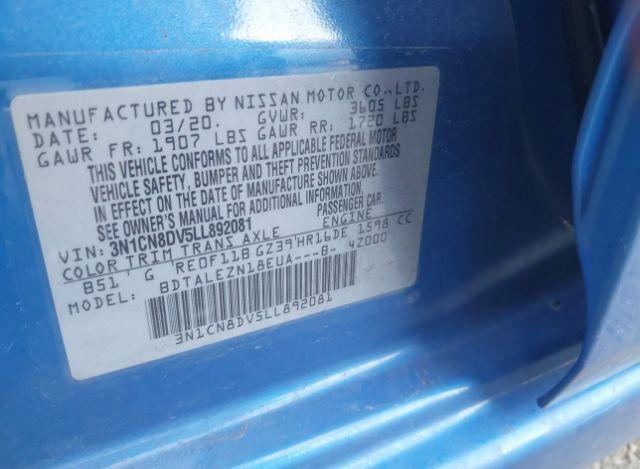 MANUFACTURED BY NISSAN MOTOR CO., LTD.
DATE: 03/20. GVWR: 3605 LBS
GAWR FR: 1907 LBS GAWR RR: 1720 LBS
THIS VEHICLE CONFORMS TO ALL APPLICABLE FEDERAL MOTOR
VEHICLE SAFETY, BUMPER AND THEFT PREVENTION STANDARDS
IN EFFECT ON THE DATE OF MANUFACTURE SHOWN ABOVE.
SEE OWNER'S MANUAL FOR ADDITIONAL INFORMATION.
VIN: 3N1CN8DV5LL892081 PASSENGER CAR.
COLOR TRIM TRANS AXLE ENGINE
B51' G RE0F11B GZ39'HR16DE 1598 CC
MODEL: BDTALEZN18EUA---B- 4Z000
3N1CN8DV5LL892081